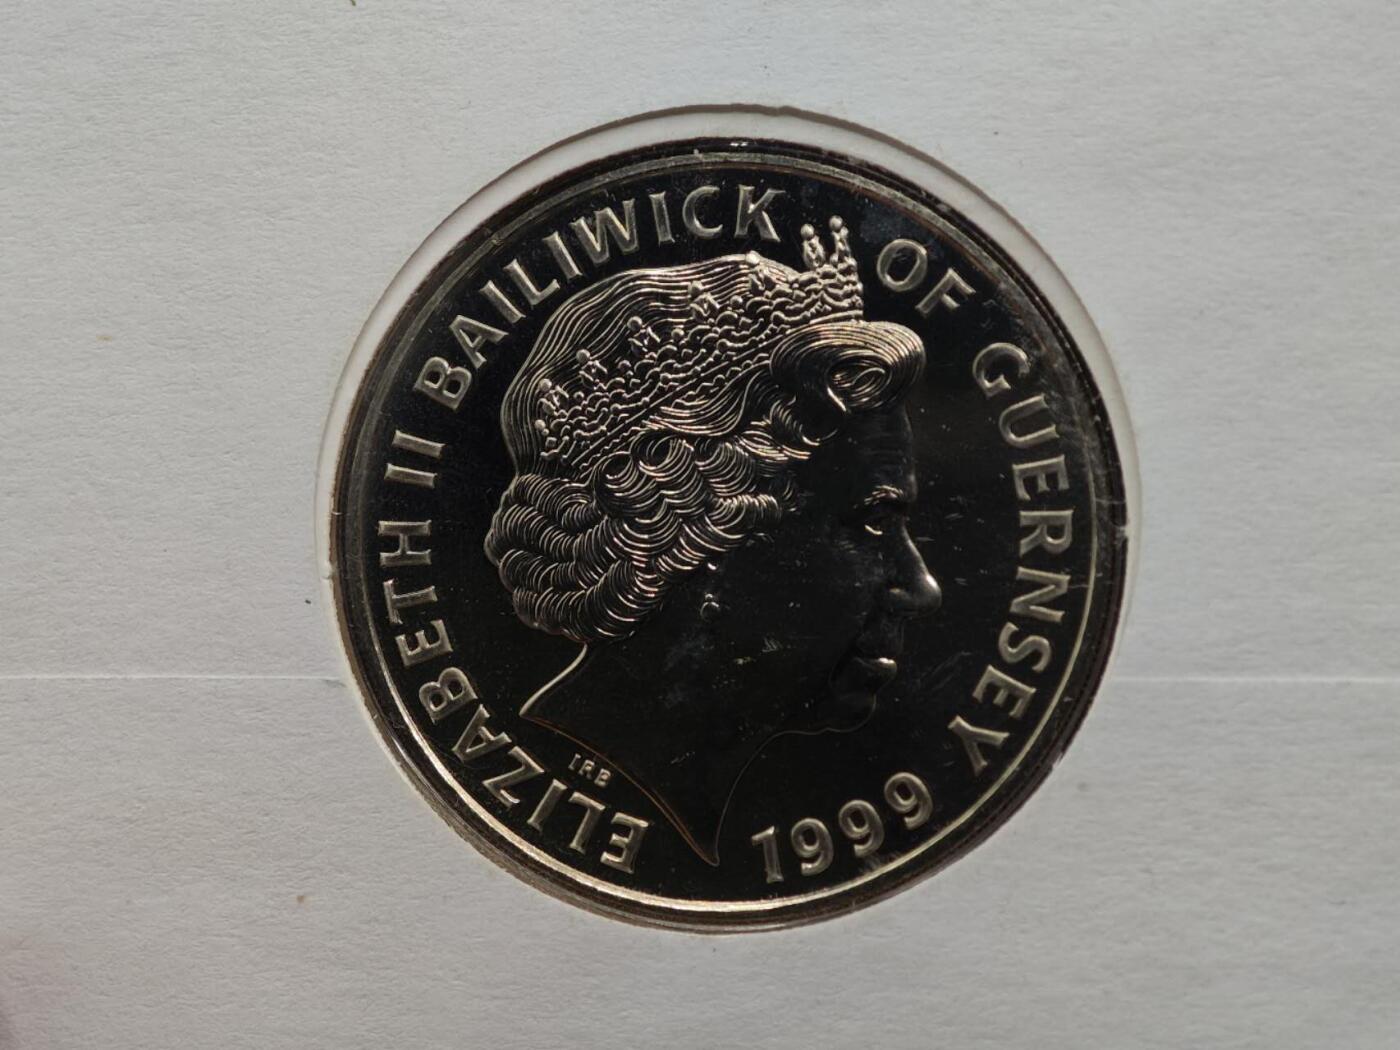 ELIZABETH II BAILIWICK OF GUERNSEY 1999
IRB